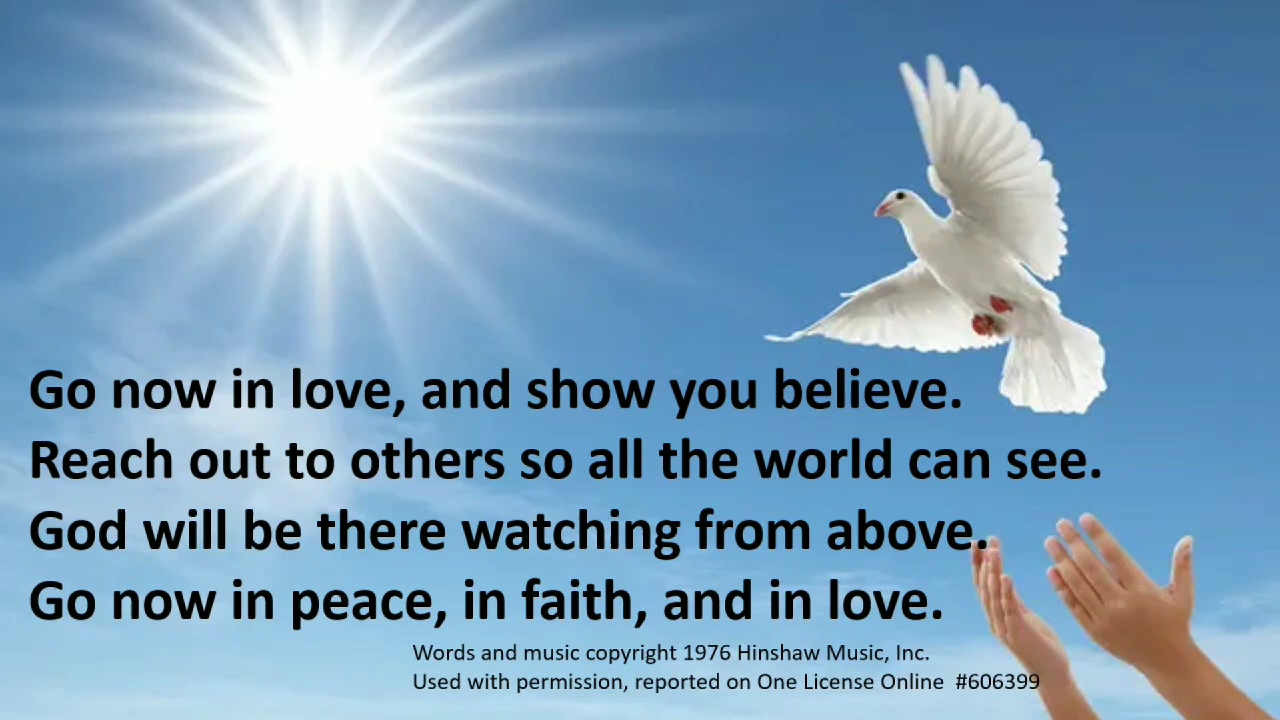 Go now in love, and show you believe.
Reach out to others so all the world can see.
God will be there watching from above.
Go now in peace, in faith, and in love.
Words and music copyright 1976 Hinshaw Music, Inc.
Used with permission, reported on One License Online  #606399